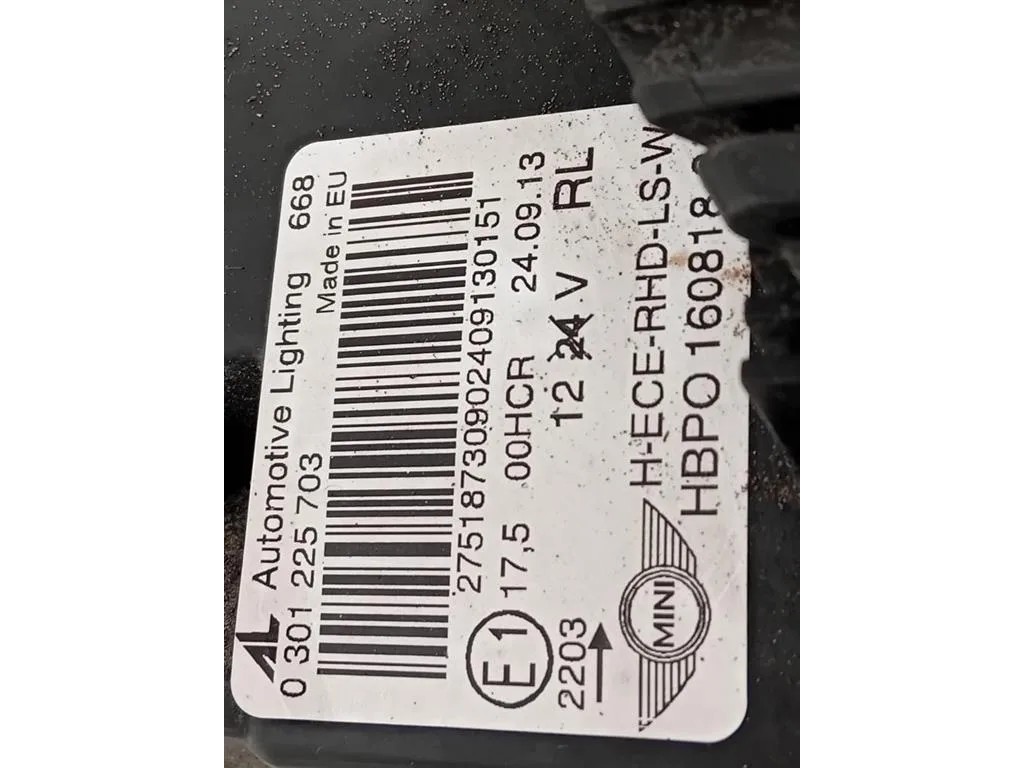 AL Automotive Lighting 668
0 301 225 703 Made in EU
27518730902409130151
E1 17,5 00HCR 24.09.13
2203 12 24 V RL
MINI
H-ECE-RHD-LS-W
HBPO 160818